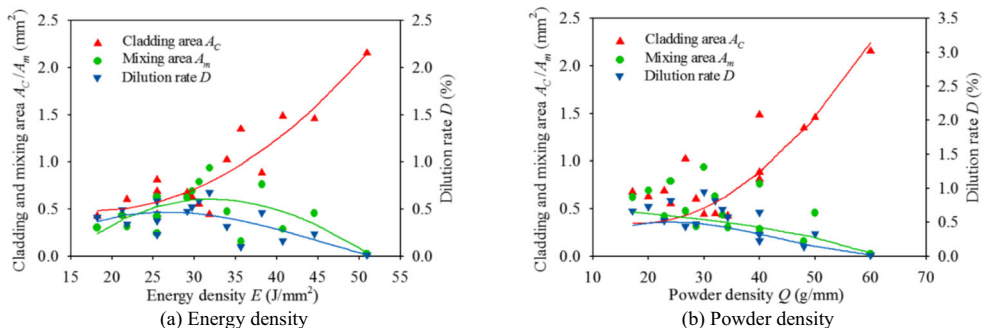 Cladding and mixing area A_C/A_m (mm²)
2.5
2.0
1.5
1.0
0.5
0.0
Cladding area A_C
Mixing area A_m
Dilution rate D
2.5
2.0
1.5
1.0
0.5
0.0
Dilution rate D (%)
15 20 25 30 35 40 45 50 55
Energy density E (J/mm²)
(a) Energy density
Cladding and mixing area A_C/A_m (mm²)
2.5
2.0
1.5
1.0
0.5
0.0
Cladding area A_C
Mixing area A_m
Dilution rate D
3.5
3.0
2.5
2.0
1.5
1.0
0.5
0.0
Dilution rate D (%)
10 20 30 40 50 60 70
Powder density Q (g/mm)
(b) Powder density